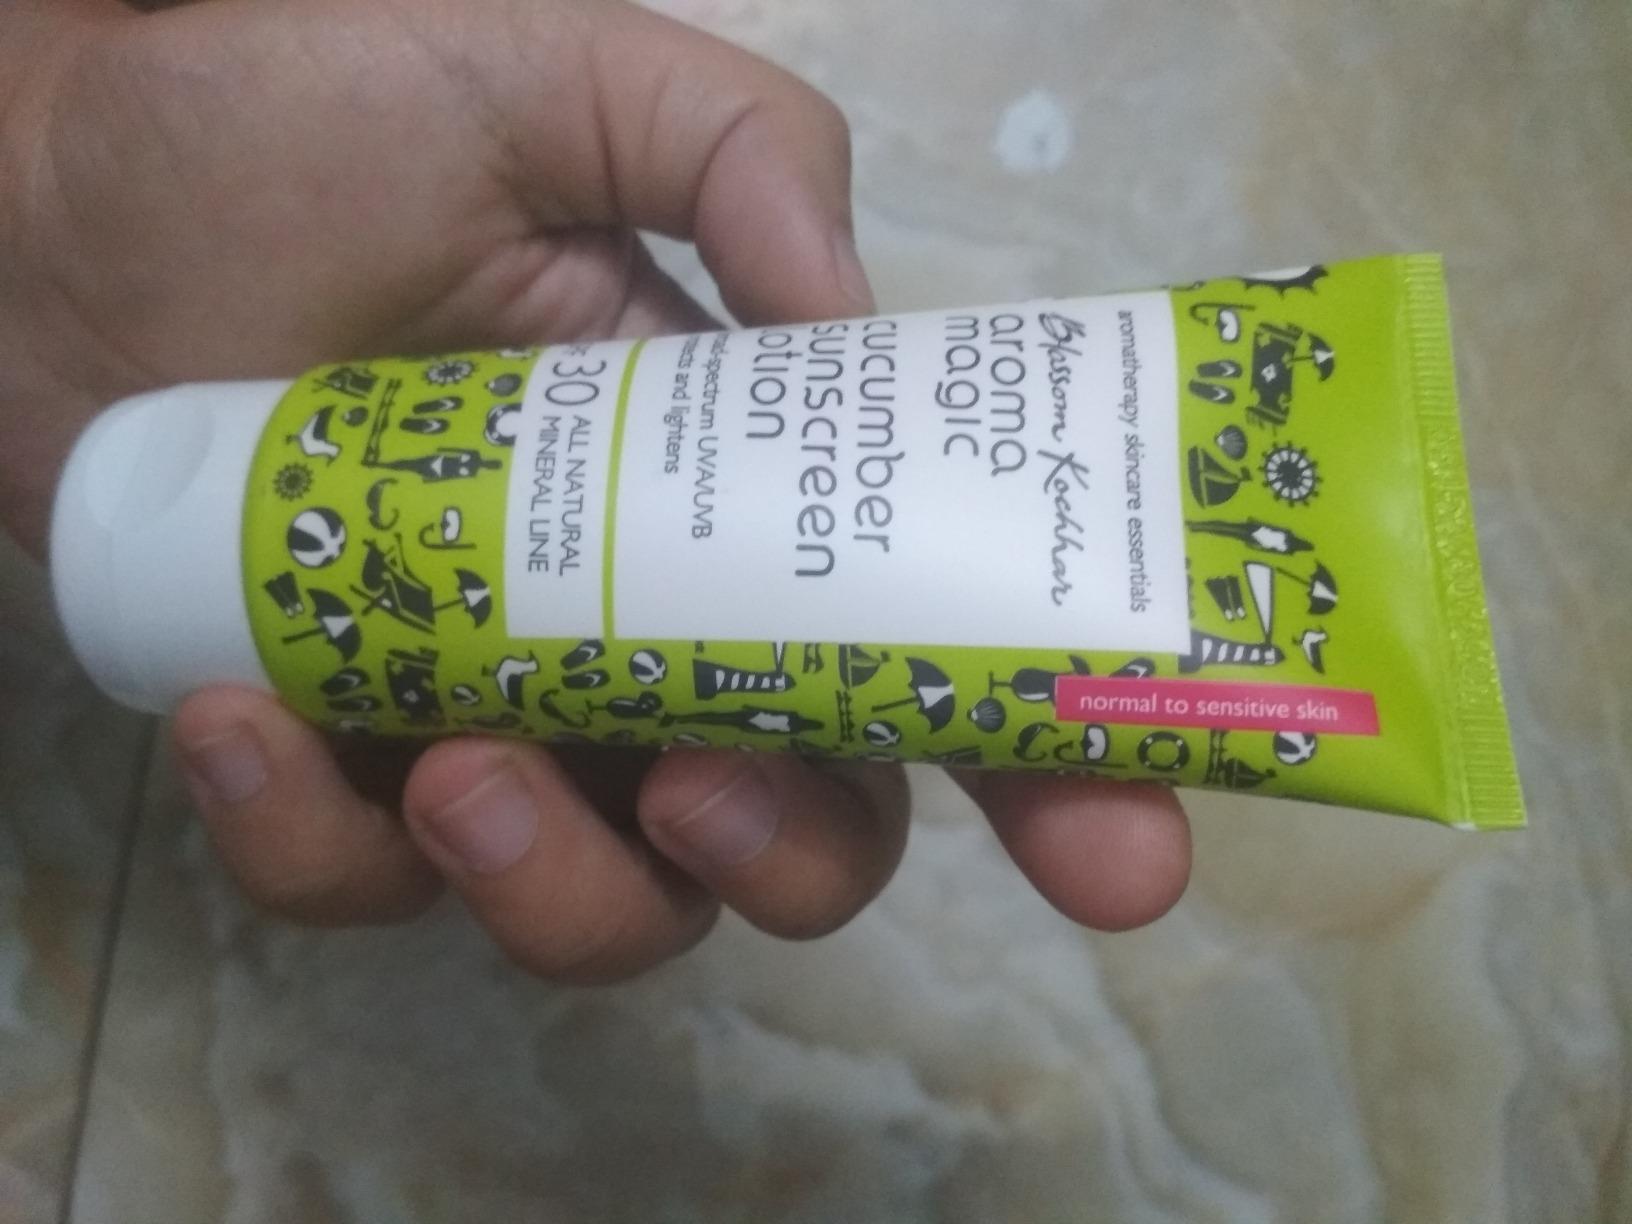 aromatherapy skincare essentials
Blossom Kochhar
aroma
magic
cucumber
sunscreen
otion
UVA/UVB
and lightens
30 ALL NATURAL
MINERAL LINE
normal to sensitive skin